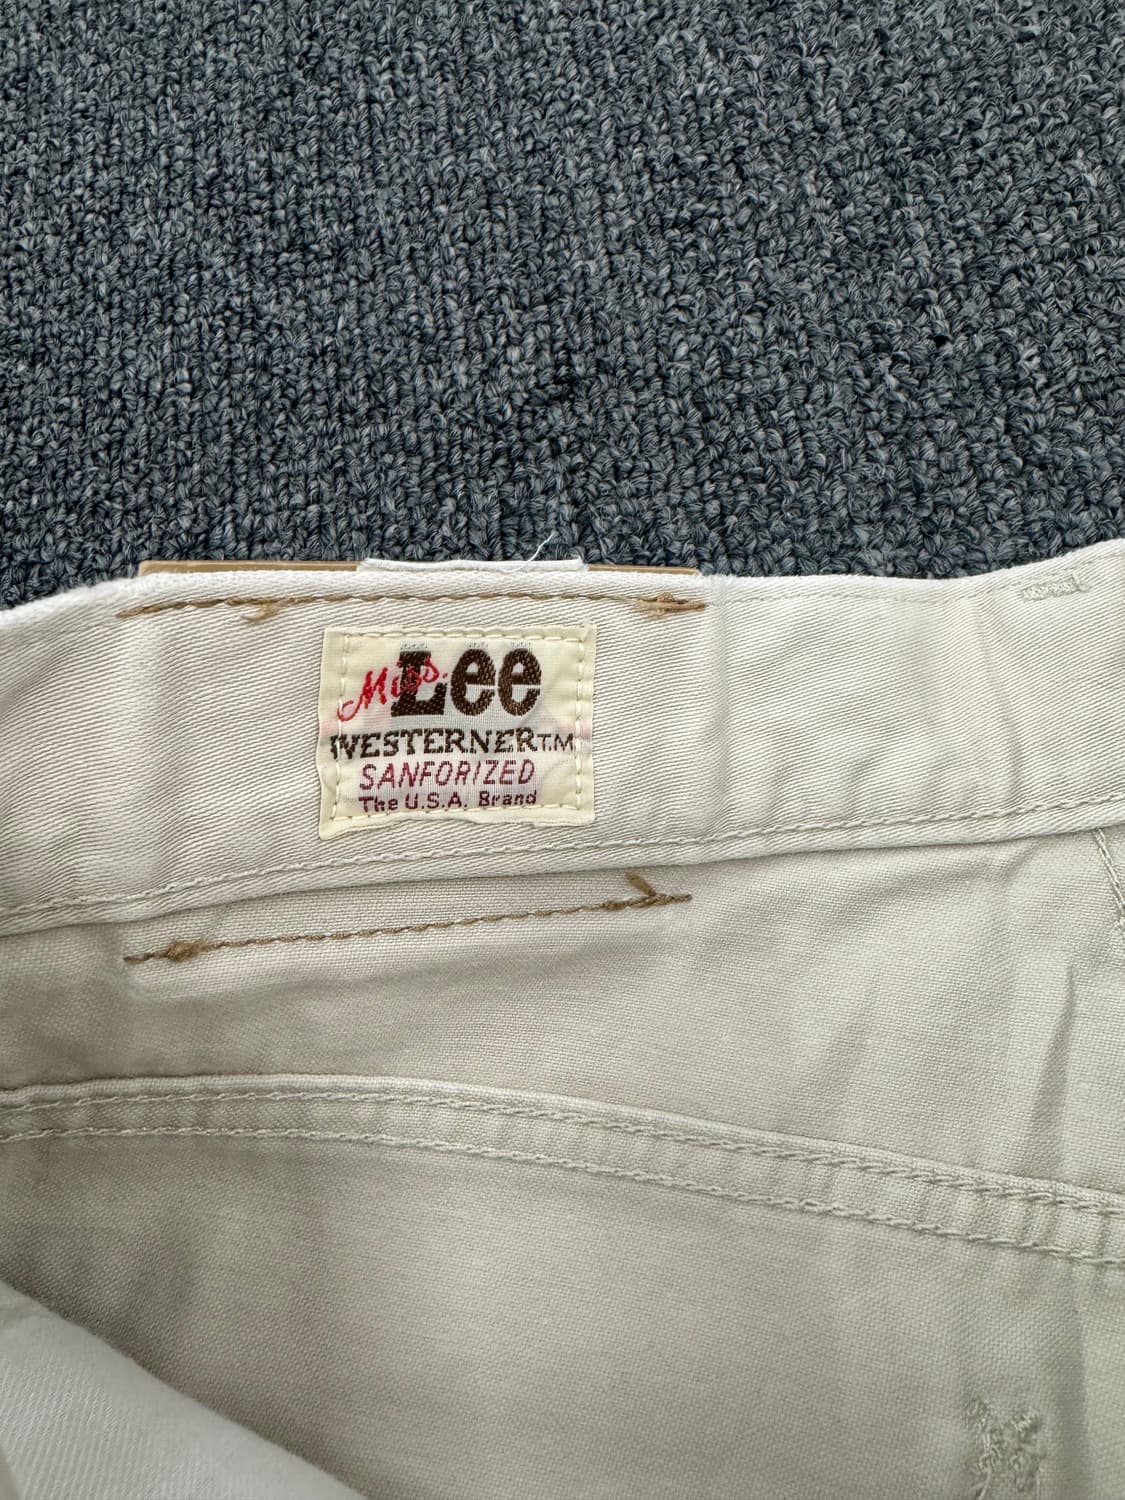 Miss Lee
WESTERNER T.M
SANFORIZED
The U.S.A. Brand